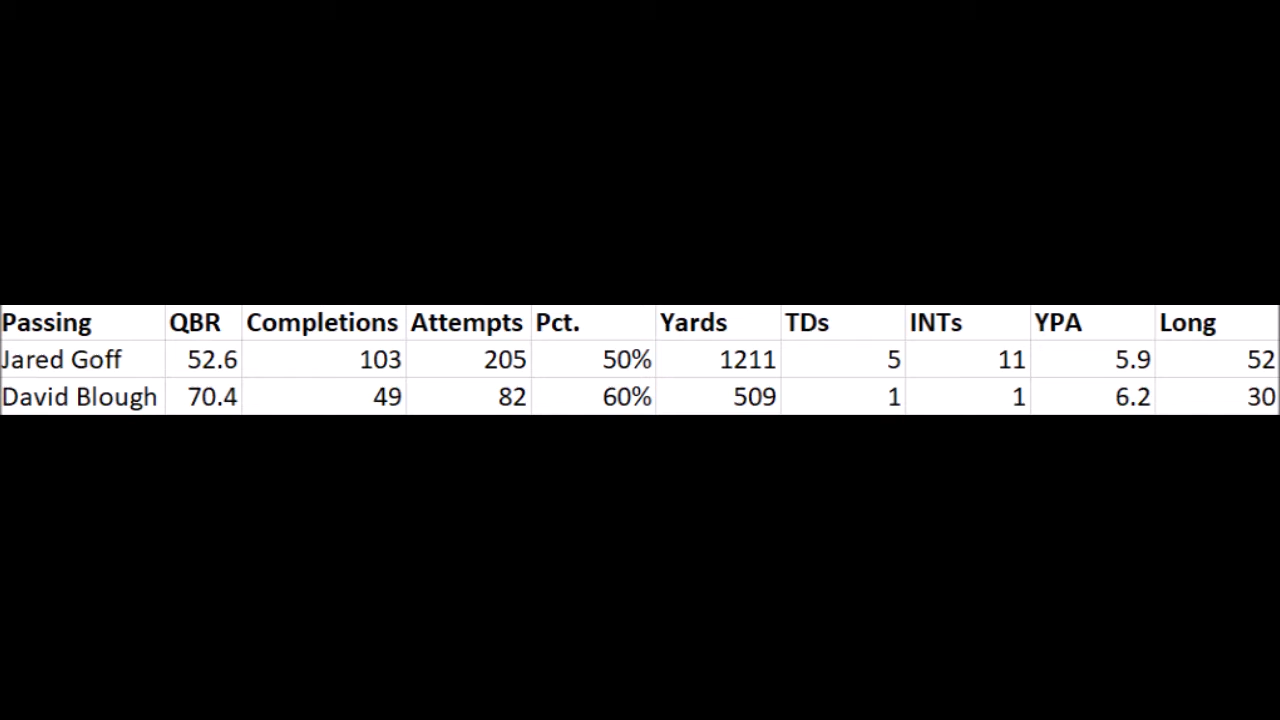 Passing QBR Completions Attempts Pct. Yards TDs INTs YPA Long
Jared Goff 52.6 103 205 50% 1211 5 11 5.9 52
David Blough 70.4 49 82 60% 509 1 1 6.2 30